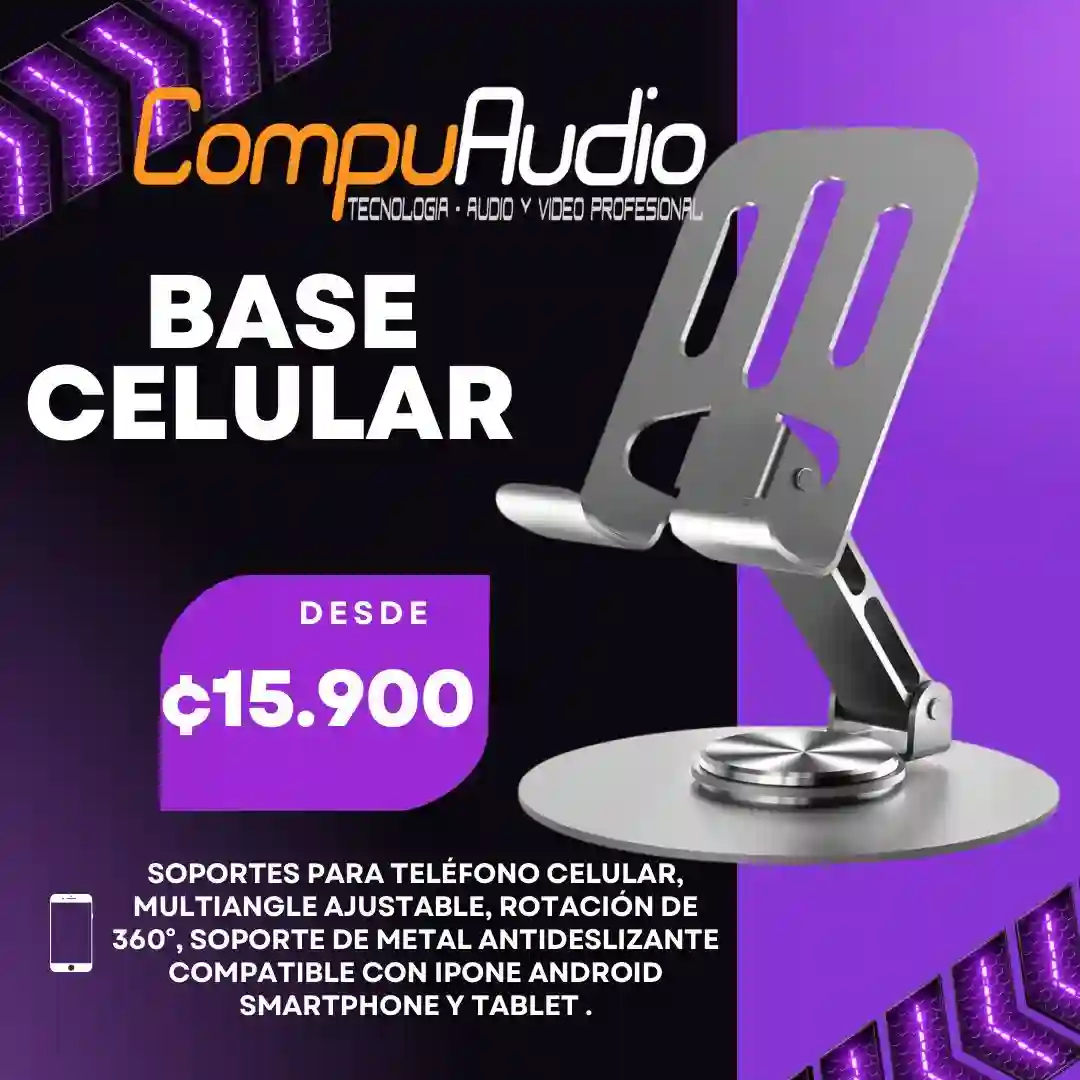 CompuAudio
TECNOLOGIA - AUDIO Y VIDEO PROFESIONAL
BASE
CELULAR
DESDE
¢15.900
SOPORTES PARA TELÉFONO CELULAR,
MULTIANGLE AJUSTABLE, ROTACIÓN DE
360°, SOPORTE DE METAL ANTIDESLIZANTE
COMPATIBLE CON IPONE ANDROID
SMARTPHONE Y TABLET .